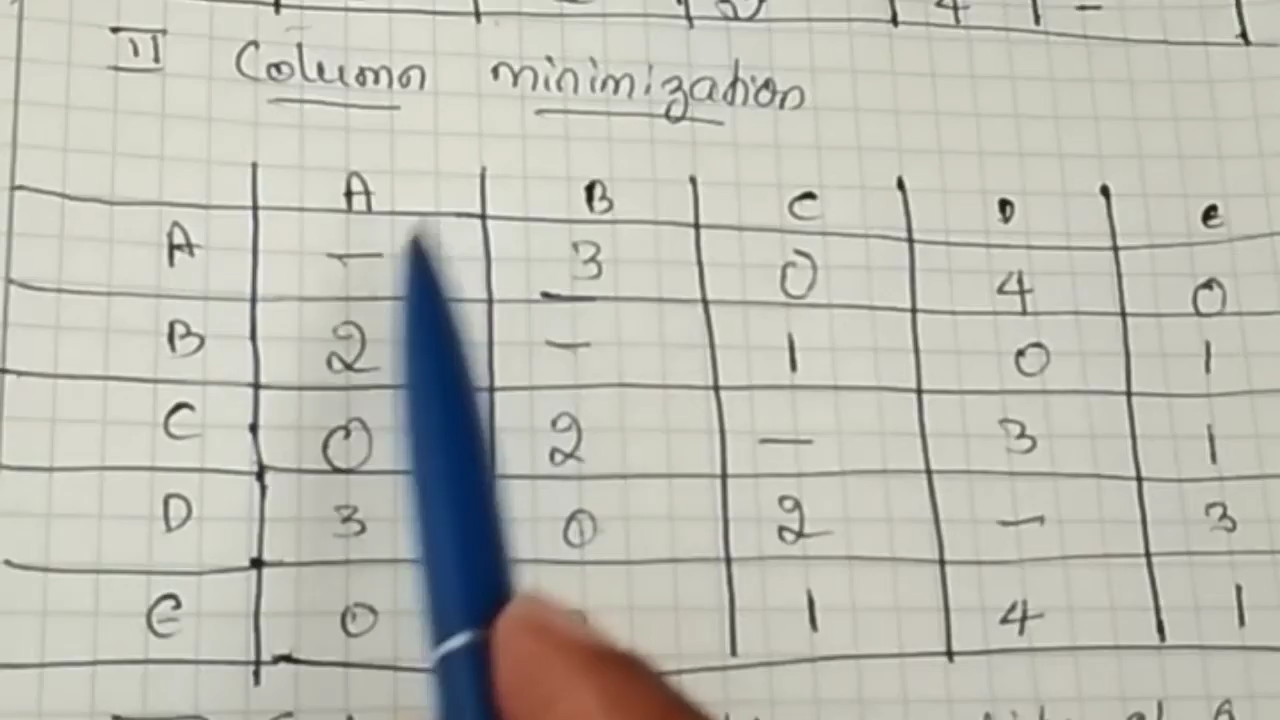 4 -
II Column minimization
A B C D E
A - 3 0 4 0
B 2 - 1 0 1
C 0 2 - 3 1
D 3 0 2 - 3
E 0 1 4 1